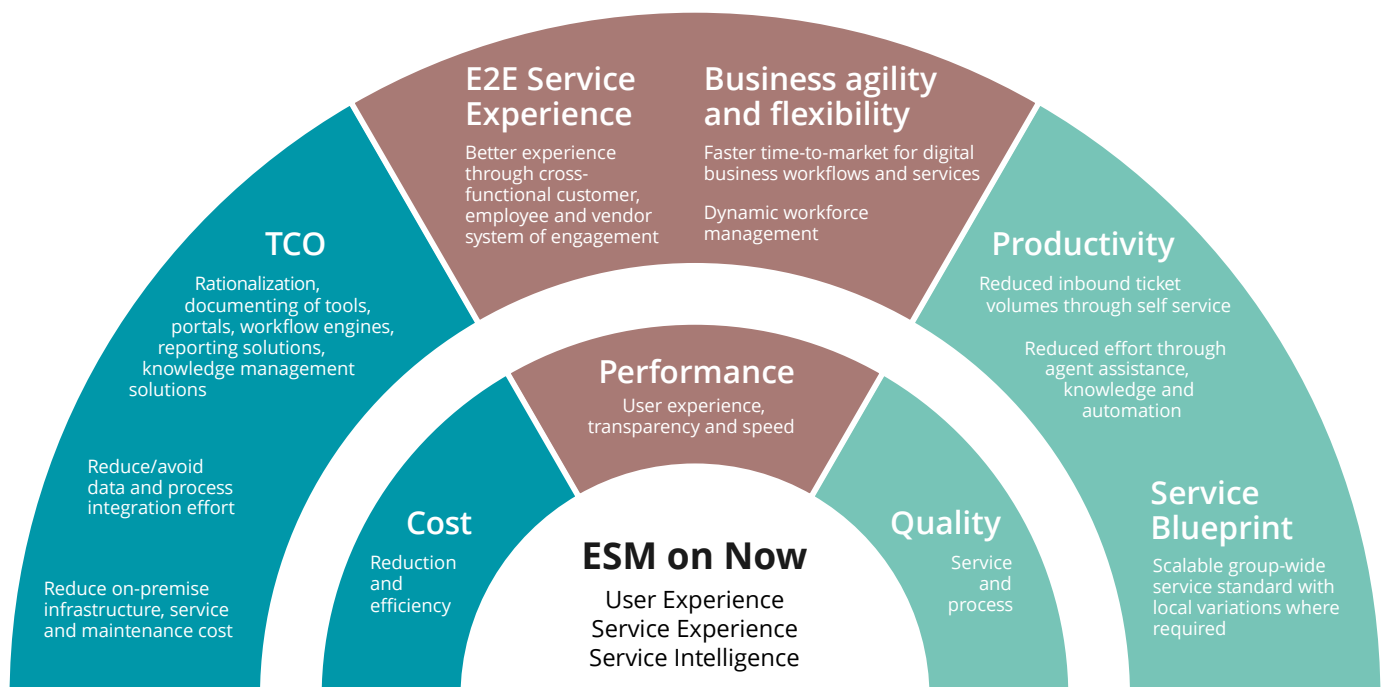 E2E Service
Experience
Better experience
through cross-
functional customer,
employee and vendor
system of engagement
Business agility
and flexibility
Faster time-to-market for digital
business workflows and services
Dynamic workforce
management
TCO
Rationalization,
documenting of tools,
portals, workflow engines,
reporting solutions,
knowledge management
solutions
Reduce/avoid
data and process
integration effort
Reduce on-premise
infrastructure, service
and maintenance cost
Productivity
Reduced inbound ticket
volumes through self service
Reduced effort through
agent assistance,
knowledge and
automation
Service
Blueprint
Scalable group-wide
service standard with
local variations where
required
Performance
User experience,
transparency and speed
Cost
Reduction
and
efficiency
Quality
Service
and
process
ESM on Now
User Experience
Service Experience
Service Intelligence